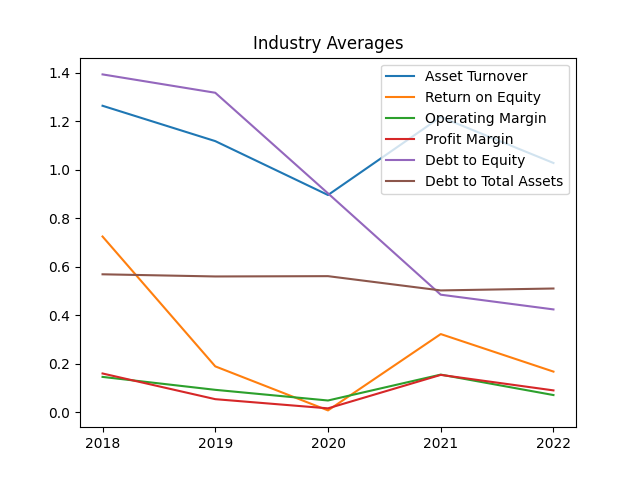 Industry Averages
Asset Turnover
Return on Equity
Operating Margin
Profit Margin
Debt to Equity
Debt to Total Assets
1.4
1.2
1.0
0.8
0.6
0.4
0.2
0.0
2018 2019 2020 2021 2022